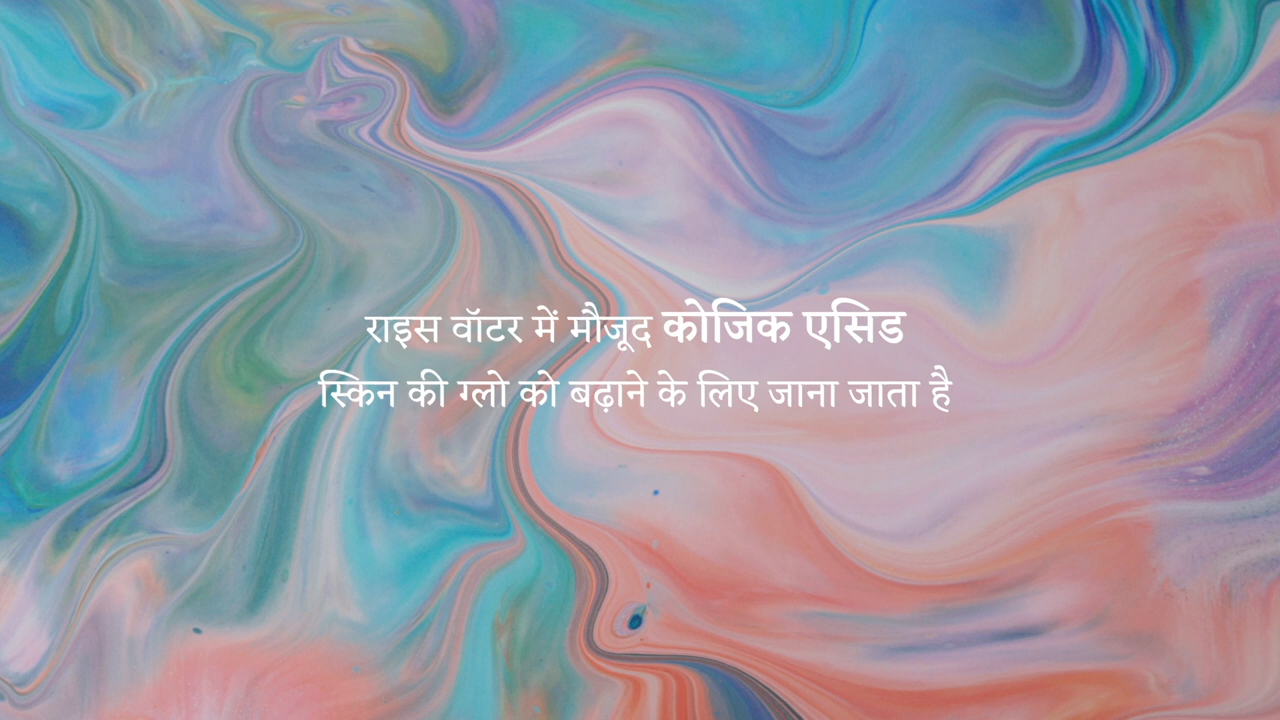 राइस वॉटर में मौजूद कोजिक एसिड
स्किन की ग्लो को बढ़ाने के लिए जाना जाता है